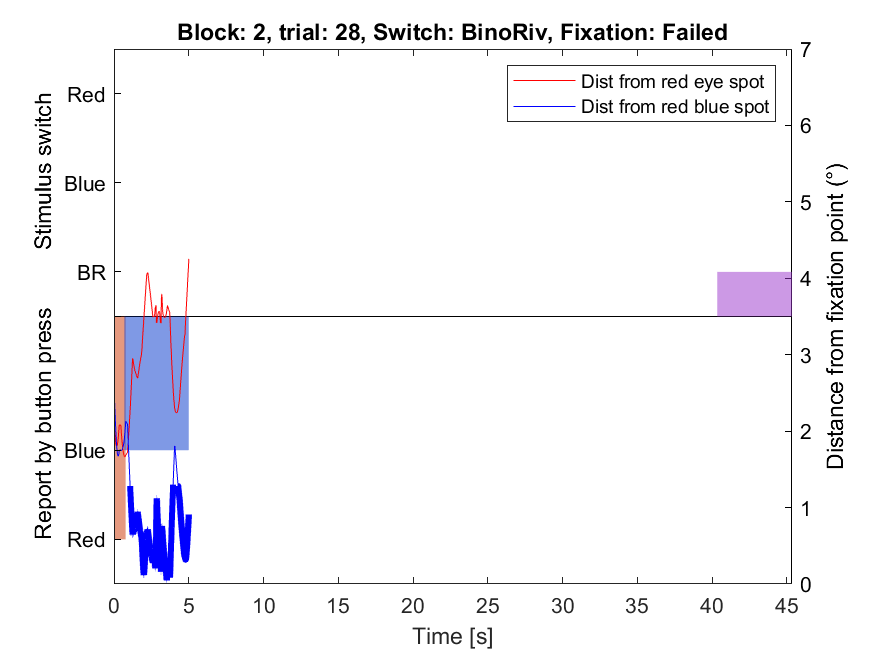 Block: 2, trial: 28, Switch: BinoRiv, Fixation: Failed
Dist from red eye spot
Dist from red blue spot
Stimulus switch
Red
Blue
BR
Report by button press
Blue
Red
0
5
10
15
20
25
30
35
40
45
Time [s]
7
6
5
4
3
2
1
0
Distance from fixation point (°)